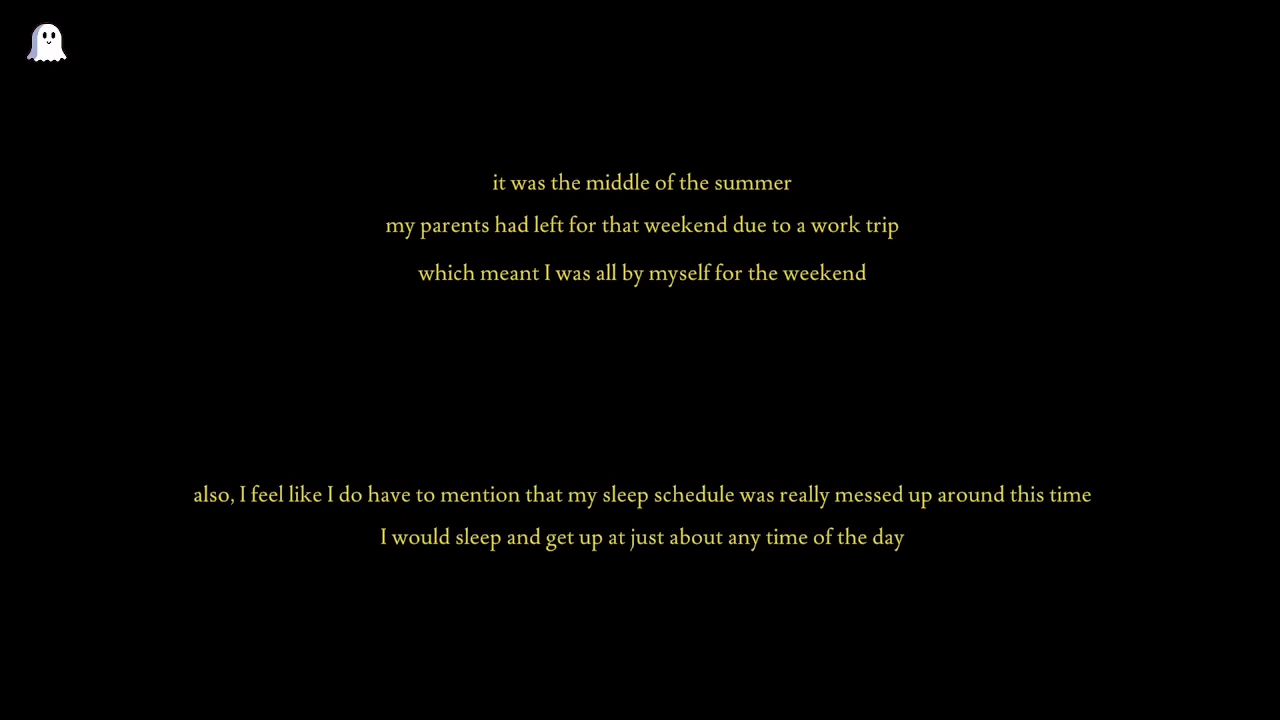 it was the middle of the summer
my parents had left for that weekend due to a work trip
which meant I was all by myself for the weekend
also, I feel like I do have to mention that my sleep schedule was really messed up around this time
I would sleep and get up at just about any time of the day